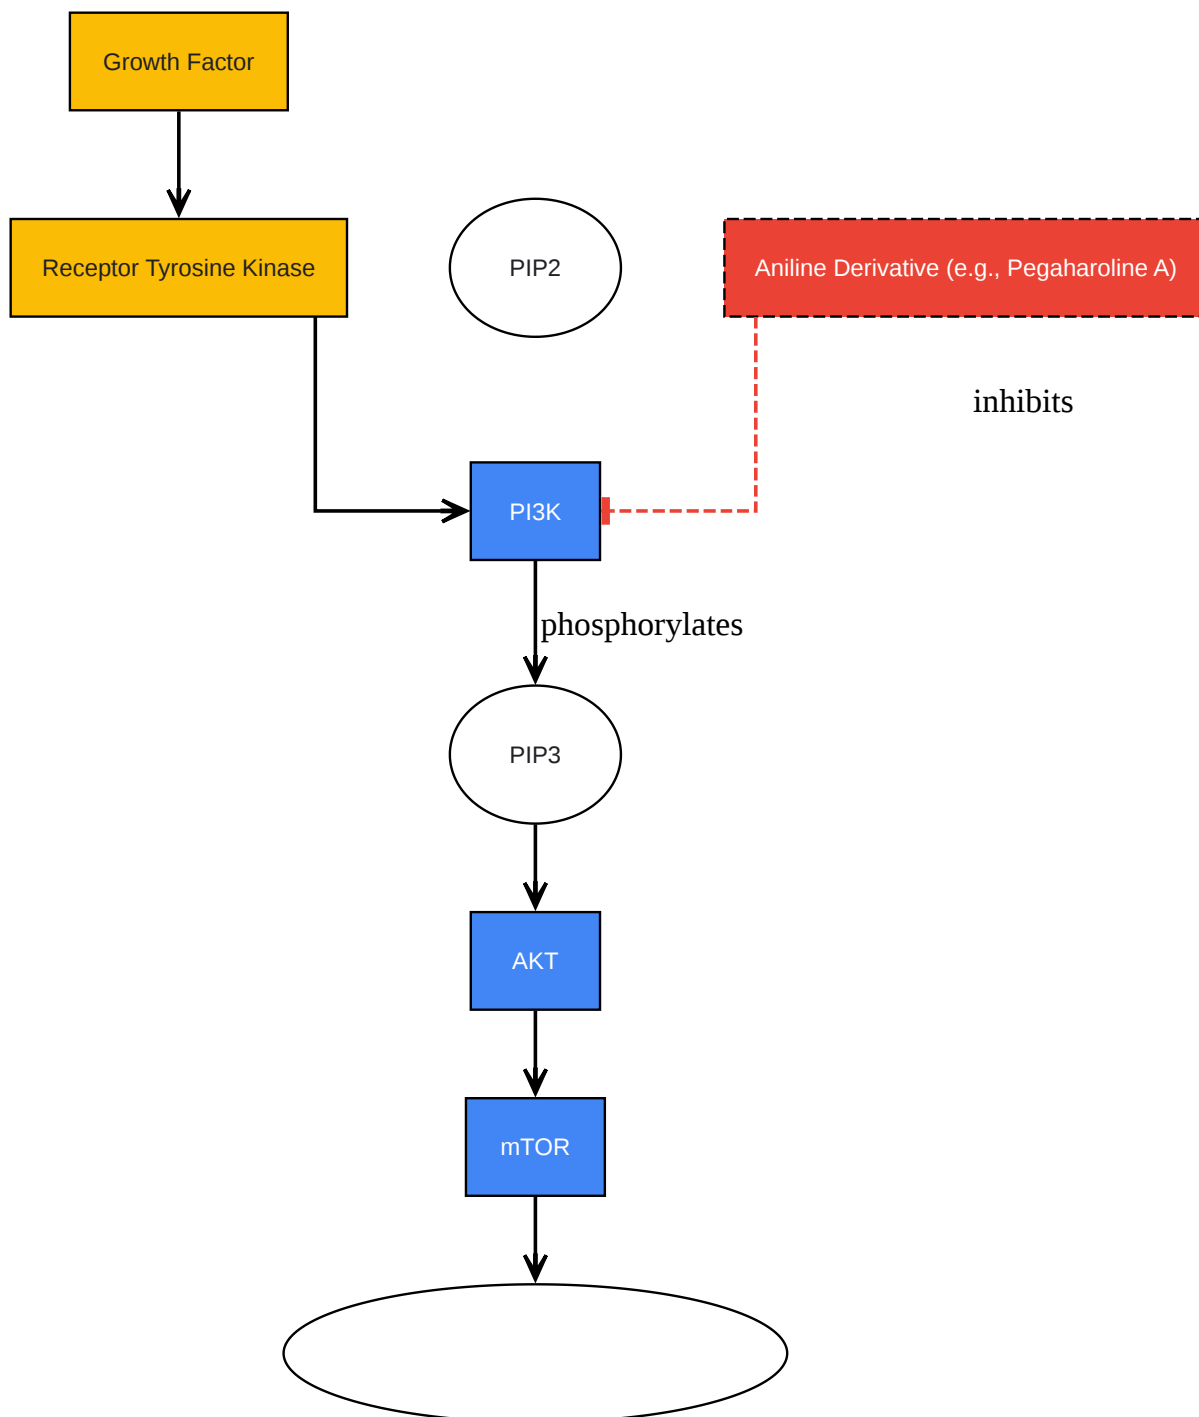 Growth Factor
Receptor Tyrosine Kinase
PIP2
Aniline Derivative (e.g., Pegaharoline A)
inhibits
PI3K
phosphorylates
PIP3
AKT
mTOR